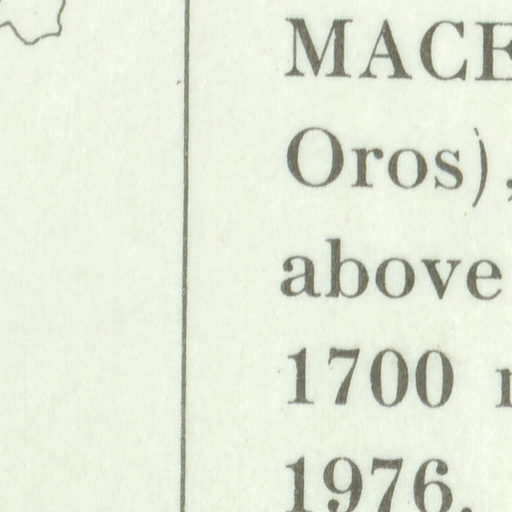 MACE
Oros),
above
1700
1976.